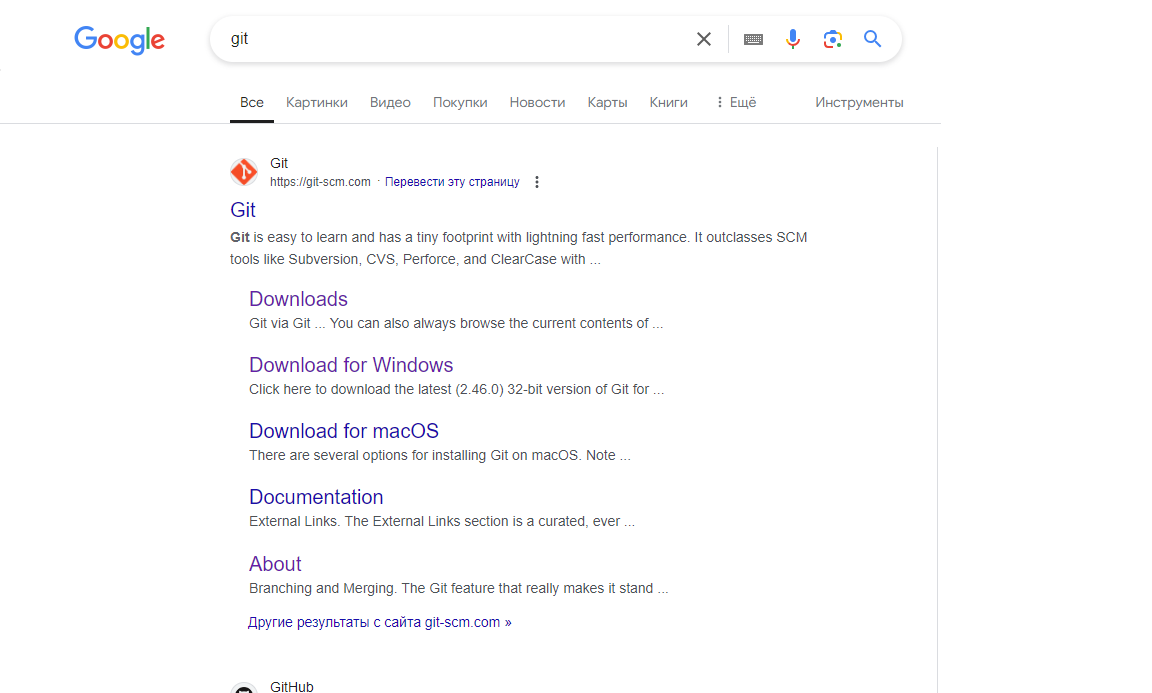 Google
git
Все Картинки Видео Покупки Новости Карты Книги Ещё Инструменты
Git
https://git-scm.com · Перевести эту страницу
Git
Git is easy to learn and has a tiny footprint with lightning fast performance. It outclasses SCM
tools like Subversion, CVS, Perforce, and ClearCase with ...
Downloads
Git via Git ... You can also always browse the current contents of ...
Download for Windows
Click here to download the latest (2.46.0) 32-bit version of Git for ...
Download for macOS
There are several options for installing Git on macOS. Note ...
Documentation
External Links. The External Links section is a curated, ever ...
About
Branching and Merging. The Git feature that really makes it stand ...
Другие результаты с сайта git-scm.com »
GitHub